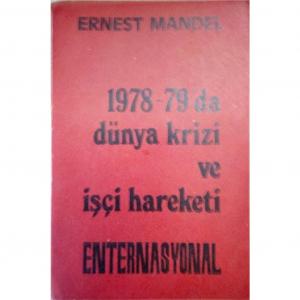 ERNEST MANDEL
1978-79 da
dünya krizi
ve
işçi hareketi
ENTERNASYONAL